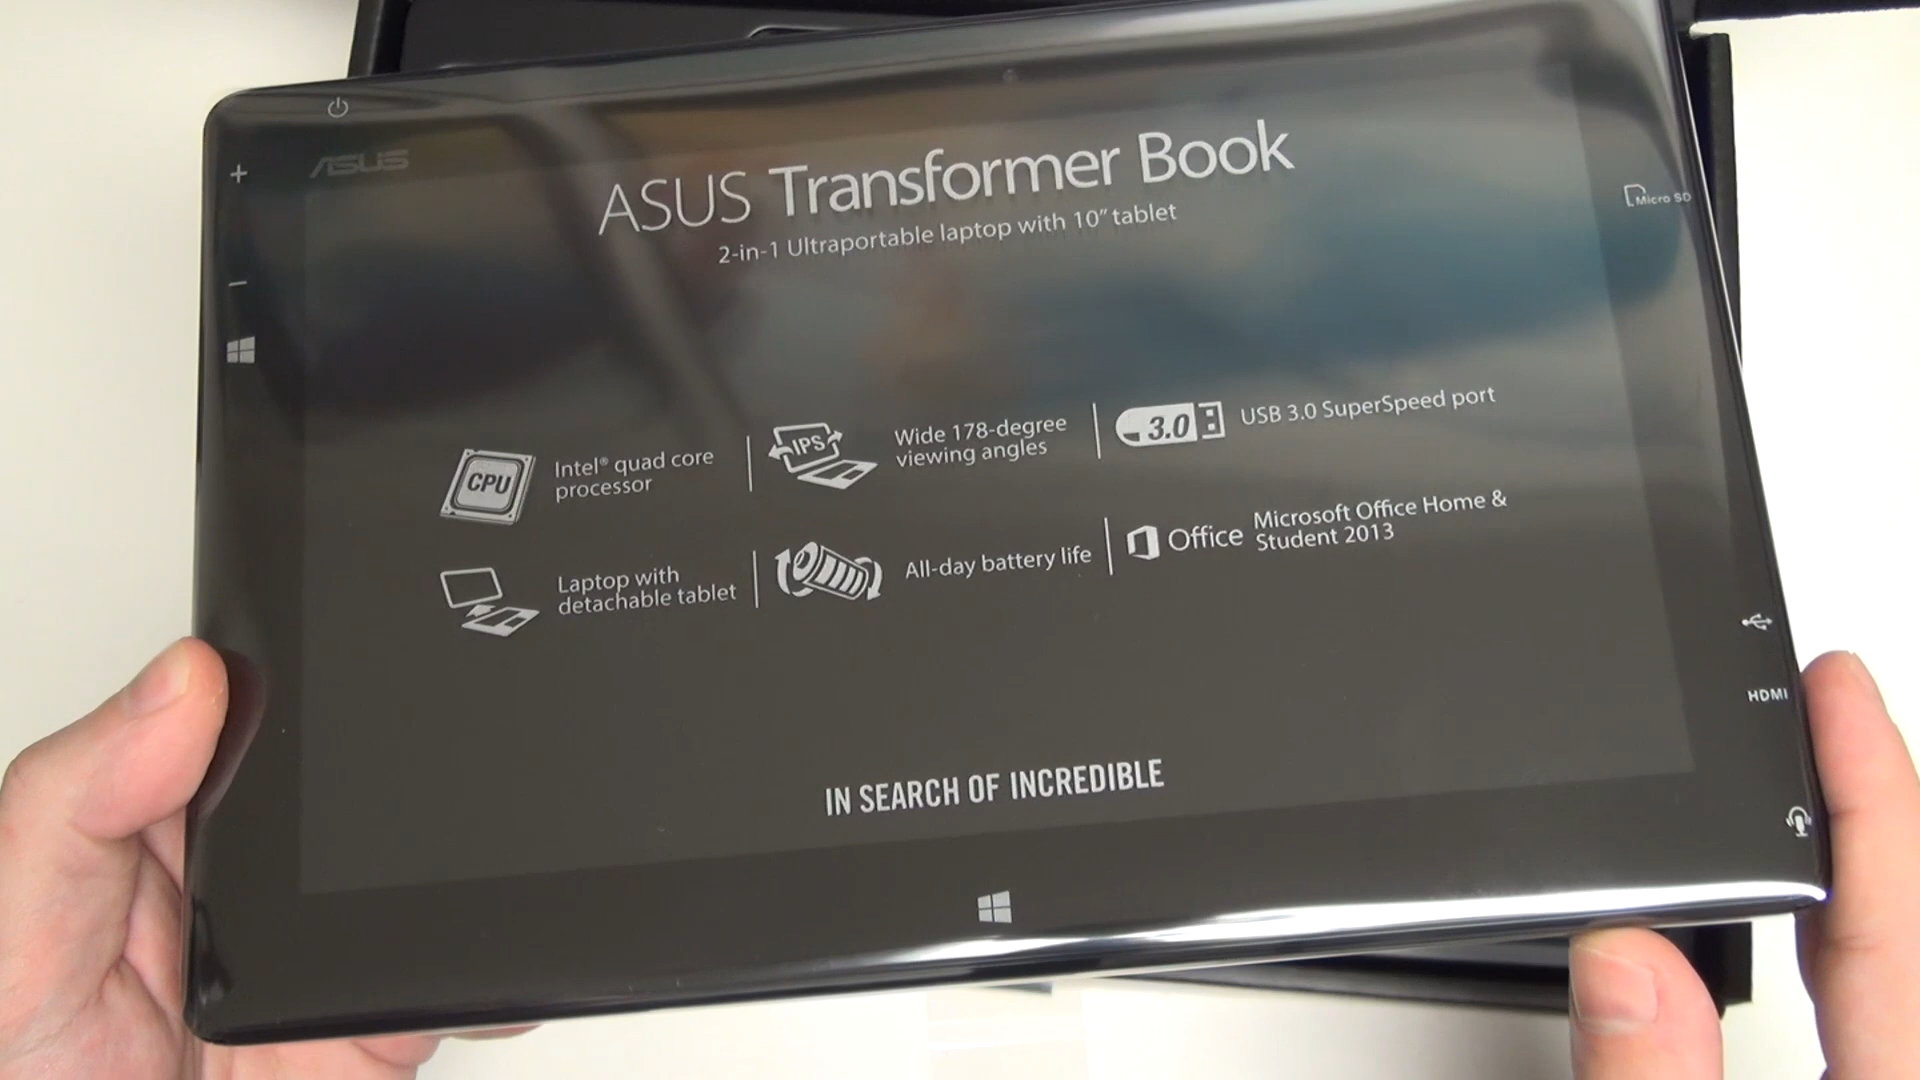 ASUS
ASUS Transformer Book
2-in-1 Ultraportable laptop with 10" tablet
Micro SD
CPU
Intel® quad core
processor
IPS
Wide 178-degree
viewing angles
3.0
USB 3.0 SuperSpeed port
Laptop with
detachable tablet
All-day battery life
Office
Microsoft Office Home &
Student 2013
HDMI
IN SEARCH OF INCREDIBLE